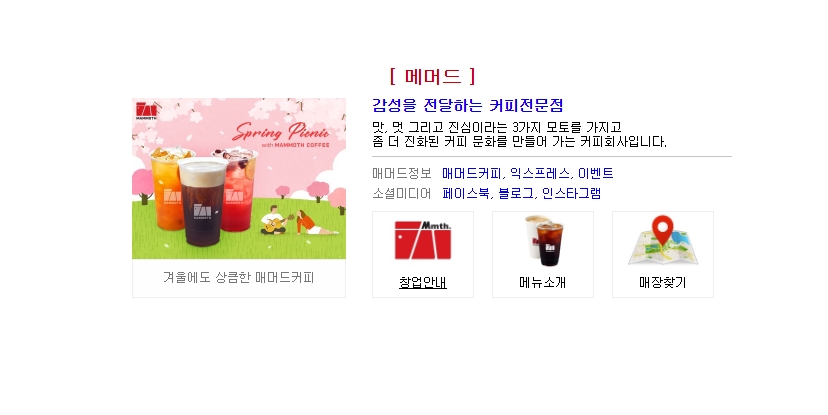 [ 메머드 ]
MAMMOTH
Spring Picnic
with MAMMOTH COFFEE
MAMMOTH
MAMMOTH
MAMMOTH
겨울에도 상큼한 매머드커피
감성을 전달하는 커피전문점
맛, 멋 그리고 진심이라는 3가지 모토를 가지고
좀 더 진화된 커피 문화를 만들어 가는 커피회사입니다.
매머드정보 매머드커피, 익스프레스, 이벤트
소셜미디어 페이스북, 블로그, 인스타그램
Mmth.
창업안내
메뉴소개
매장찾기